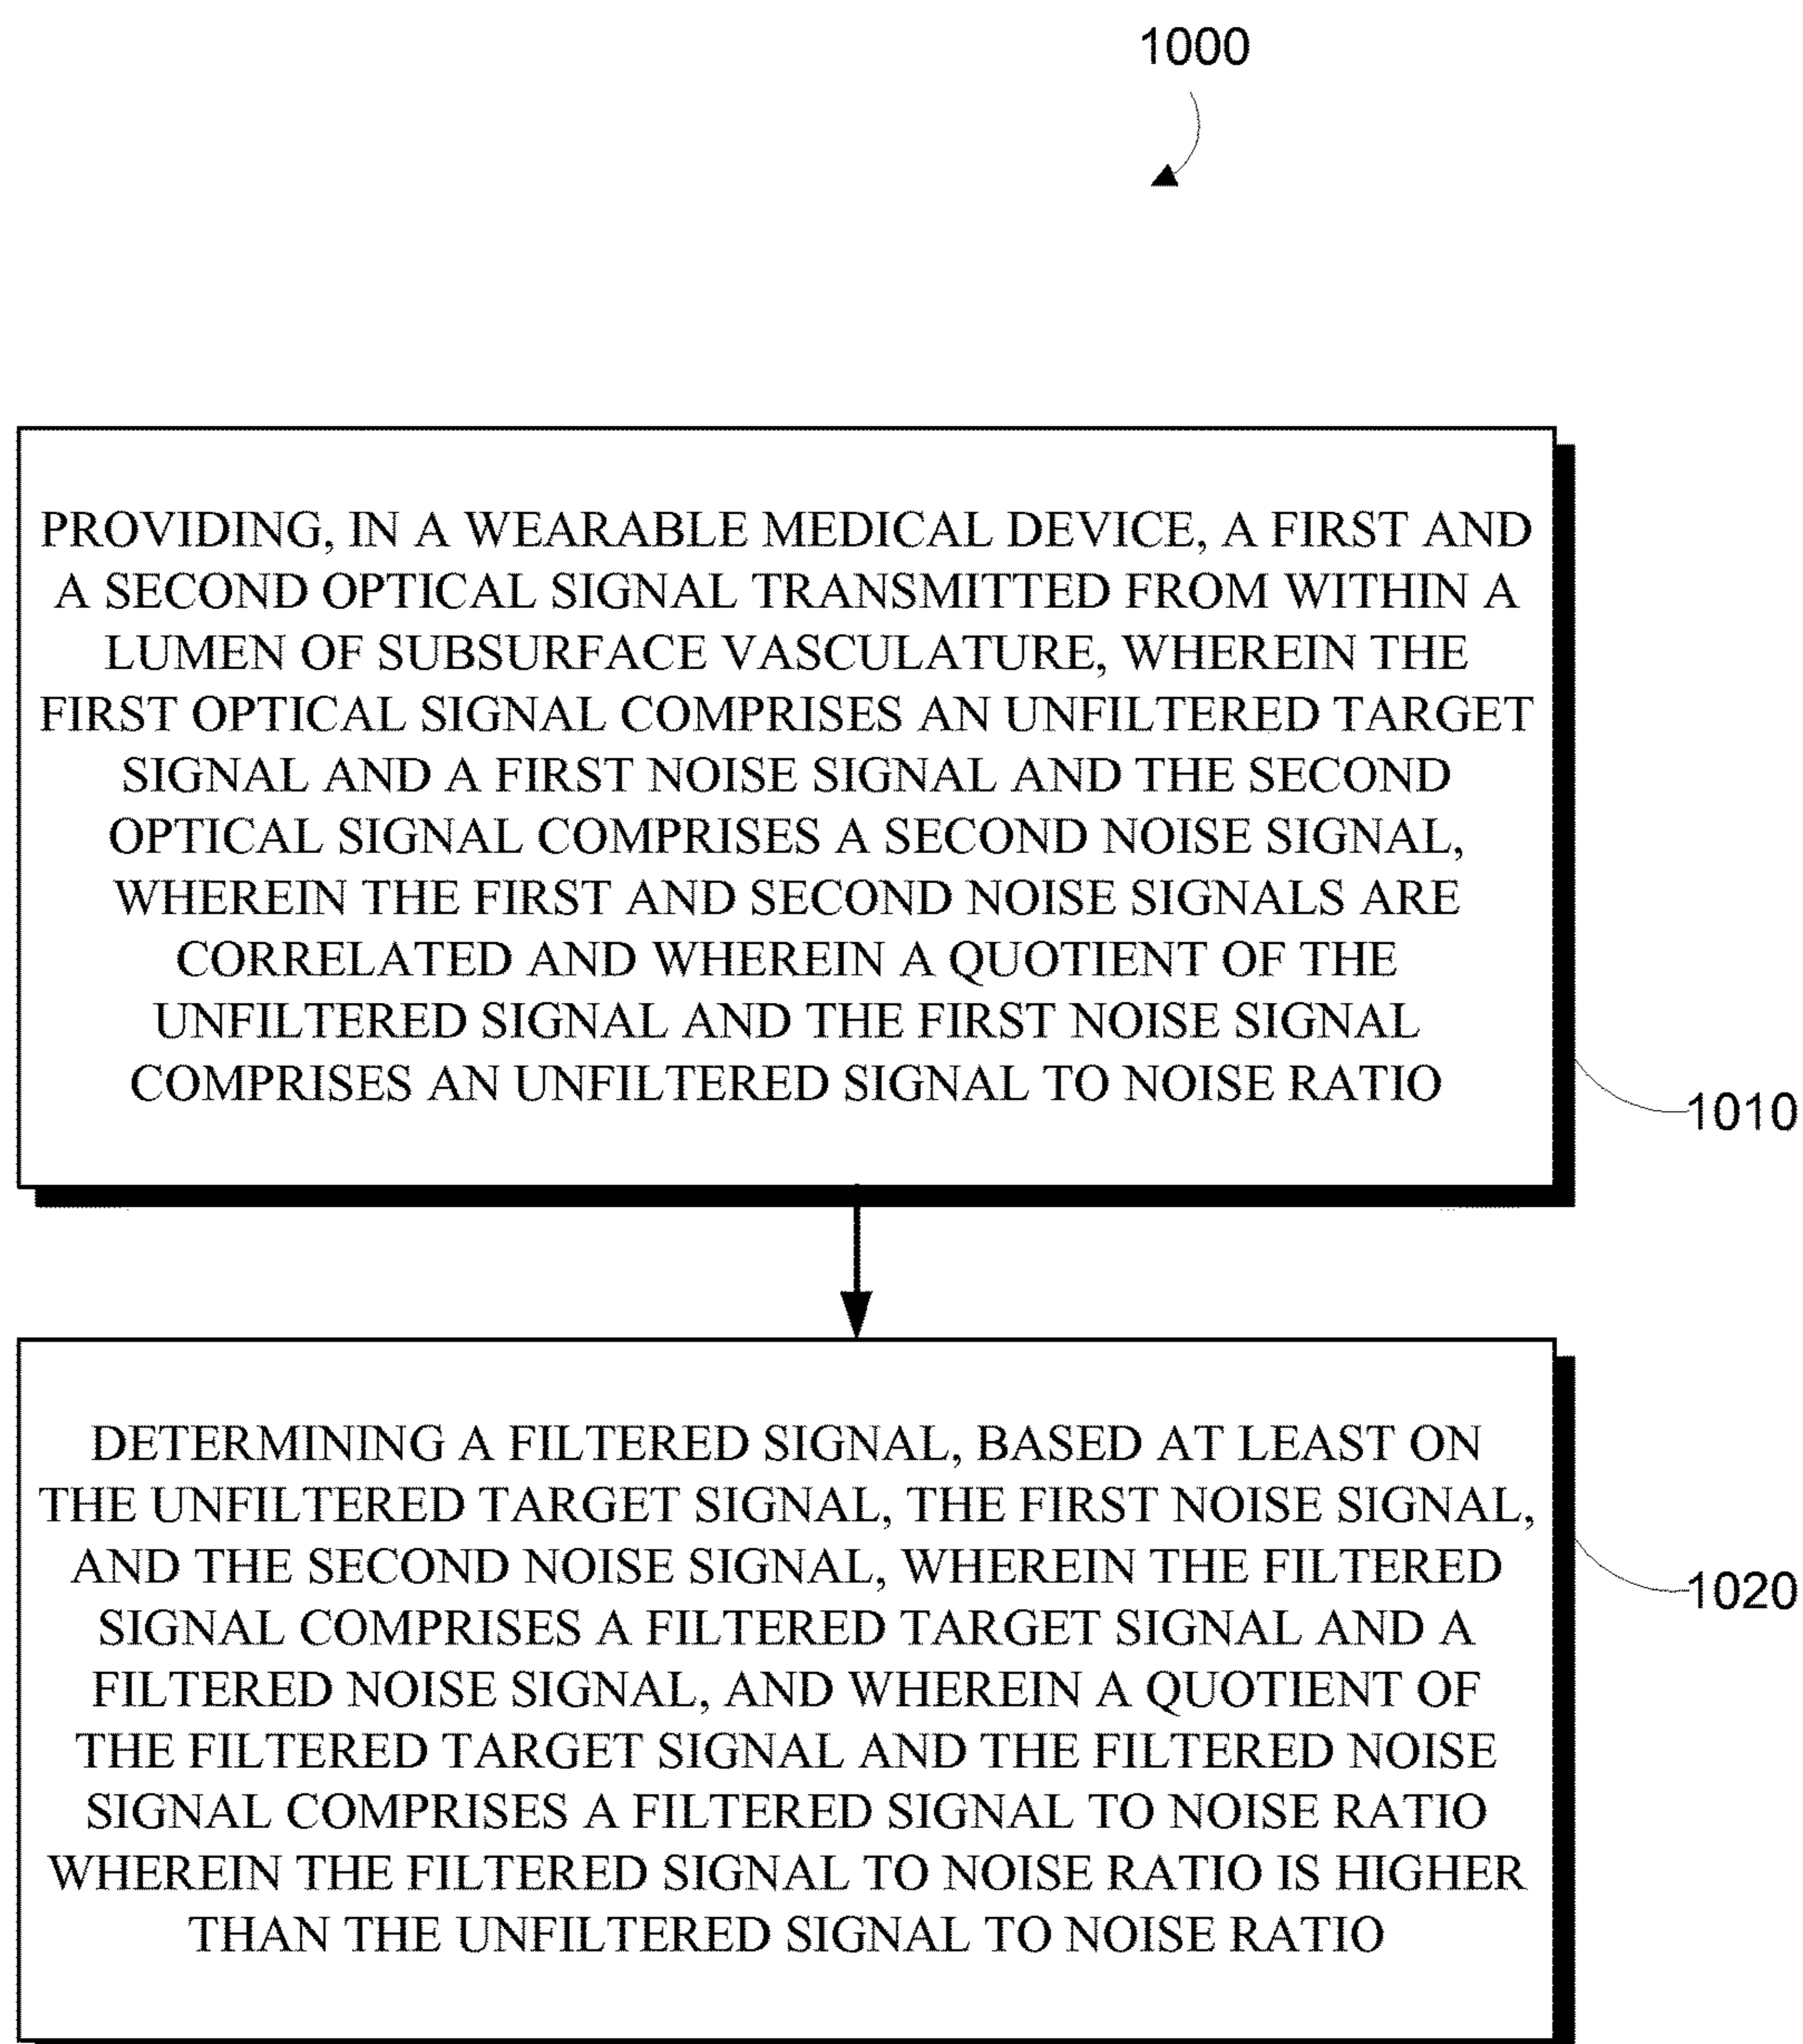 1000
PROVIDING, IN A WEARABLE MEDICAL DEVICE, A FIRST AND
A SECOND OPTICAL SIGNAL TRANSMITTED FROM WITHIN A
LUMEN OF SUBSURFACE VASCULATURE, WHEREIN THE
FIRST OPTICAL SIGNAL COMPRISES AN UNFILTERED TARGET
SIGNAL AND A FIRST NOISE SIGNAL AND THE SECOND
OPTICAL SIGNAL COMPRISES A SECOND NOISE SIGNAL,
WHEREIN THE FIRST AND SECOND NOISE SIGNALS ARE
CORRELATED AND WHEREIN A QUOTIENT OF THE
UNFILTERED SIGNAL AND THE FIRST NOISE SIGNAL
COMPRISES AN UNFILTERED SIGNAL TO NOISE RATIO
1010
DETERMINING A FILTERED SIGNAL, BASED AT LEAST ON
THE UNFILTERED TARGET SIGNAL, THE FIRST NOISE SIGNAL,
AND THE SECOND NOISE SIGNAL, WHEREIN THE FILTERED
SIGNAL COMPRISES A FILTERED TARGET SIGNAL AND A
FILTERED NOISE SIGNAL, AND WHEREIN A QUOTIENT OF
THE FILTERED TARGET SIGNAL AND THE FILTERED NOISE
SIGNAL COMPRISES A FILTERED SIGNAL TO NOISE RATIO
WHEREIN THE FILTERED SIGNAL TO NOISE RATIO IS HIGHER
THAN THE UNFILTERED SIGNAL TO NOISE RATIO
1020